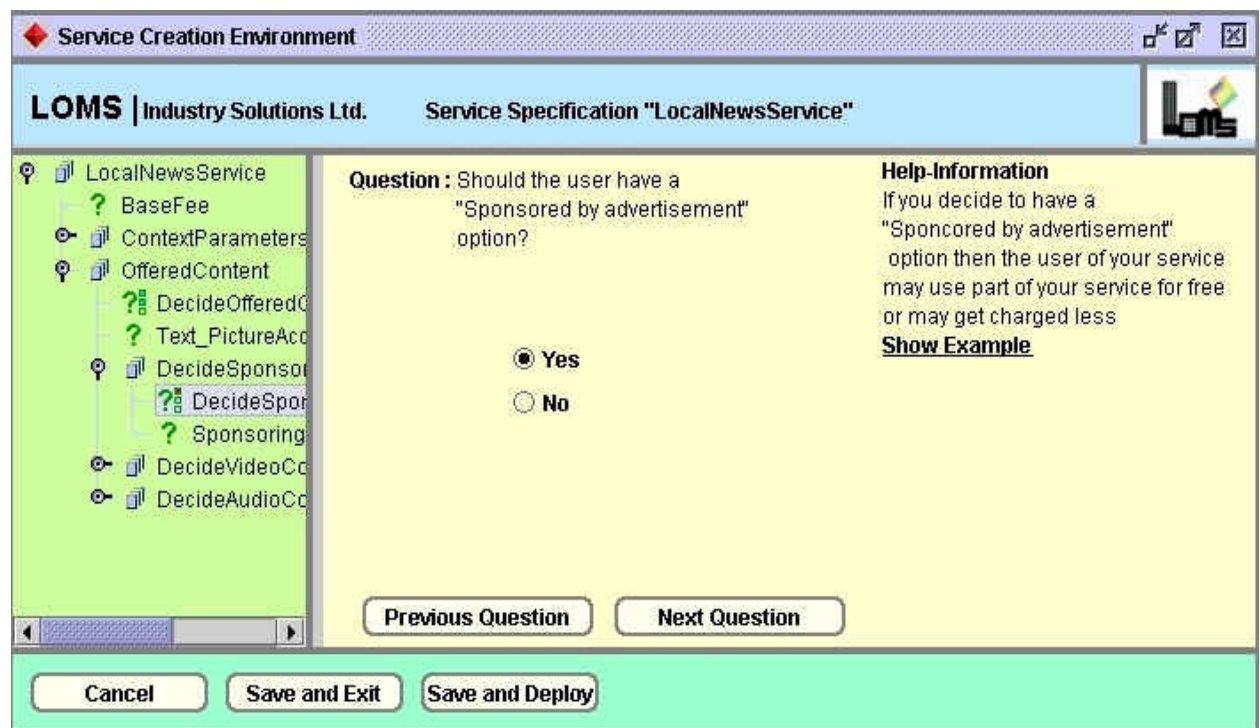 Service Creation Environment
LOMS | Industry Solutions Ltd.
Service Specification "LocalNewsService"
Loms
LocalNewsService
? BaseFee
ContextParameters
OfferedContent
? DecideOfferedC
? Text_PictureAcc
DecideSponsor
? DecideSpor
? Sponsoring
DecideVideoCo
DecideAudioCo
Question : Should the user have a
"Sponsored by advertisement"
option?
Yes
No
Previous Question
Next Question
Help-Information
If you decide to have a
"Sponcored by advertisement"
option then the user of your service
may use part of your service for free
or may get charged less
Show Example
Cancel
Save and Exit
Save and Deploy